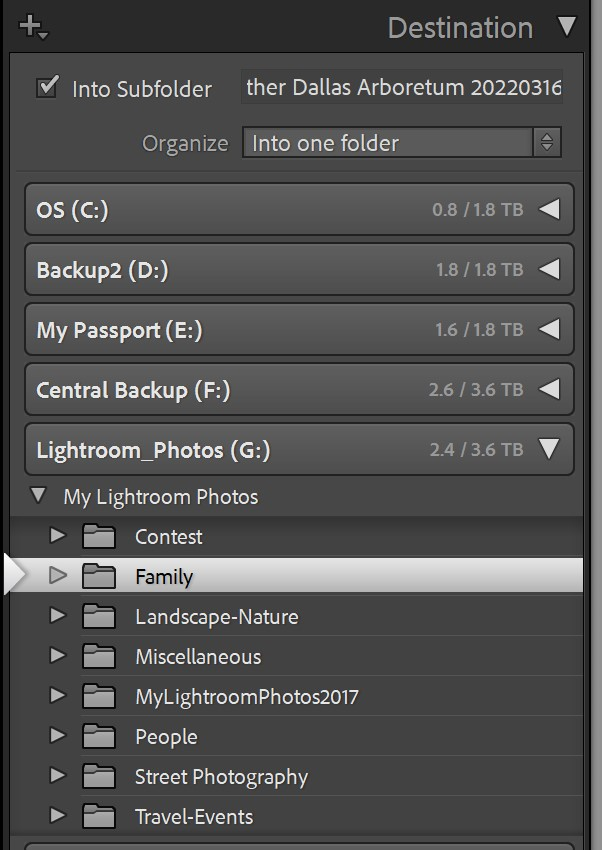 Destination
Into Subfolder ther Dallas Arboretum 20220316
Organize Into one folder
OS (C:) 0.8 / 1.8 TB
Backup2 (D:) 1.8 / 1.8 TB
My Passport (E:) 1.6 / 1.8 TB
Central Backup (F:) 2.6 / 3.6 TB
Lightroom_Photos (G:) 2.4 / 3.6 TB
My Lightroom Photos
Contest
Family
Landscape-Nature
Miscellaneous
MyLightroomPhotos2017
People
Street Photography
Travel-Events